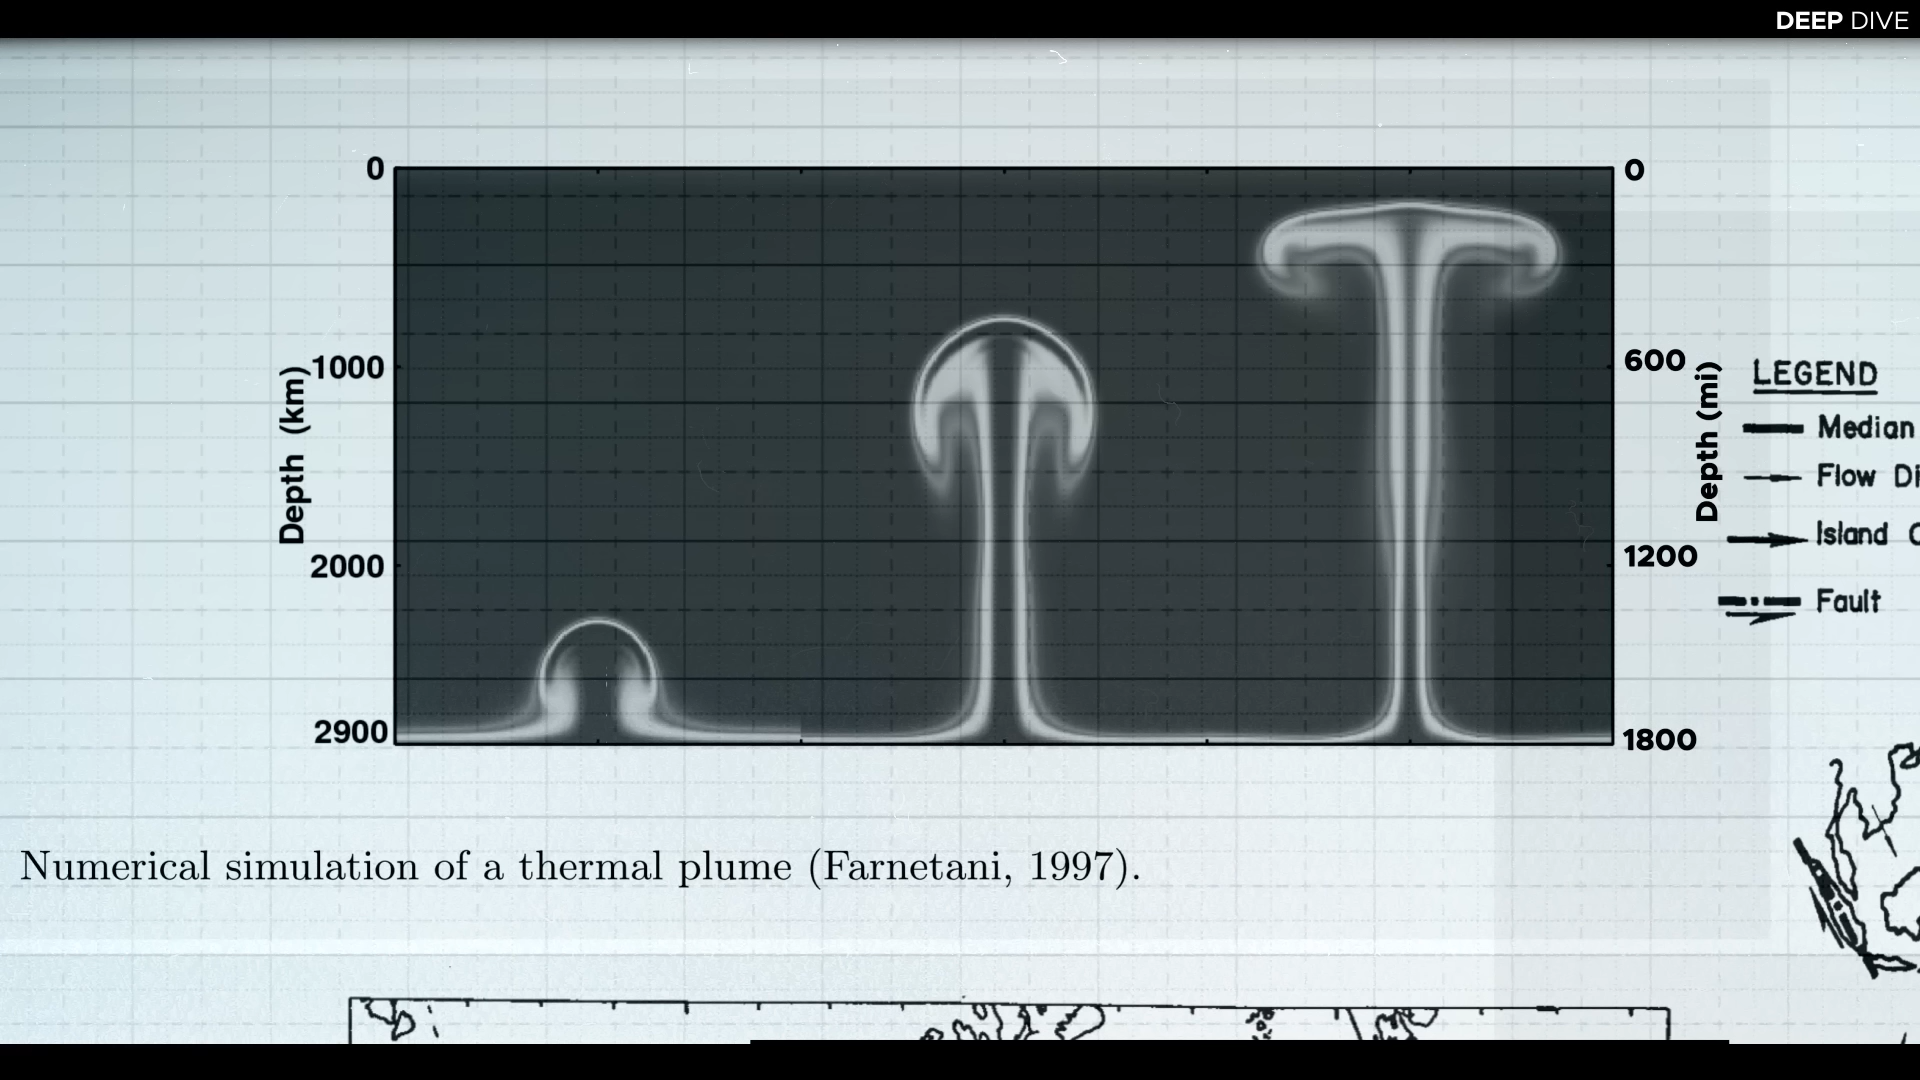 DEEP DIVE
0
1000
2000
2900
Depth (km)
0
600
1200
1800
Depth (mi)
LEGEND
Median
Flow
Island
Fault
Numerical simulation of a thermal plume (Farnetani, 1997).